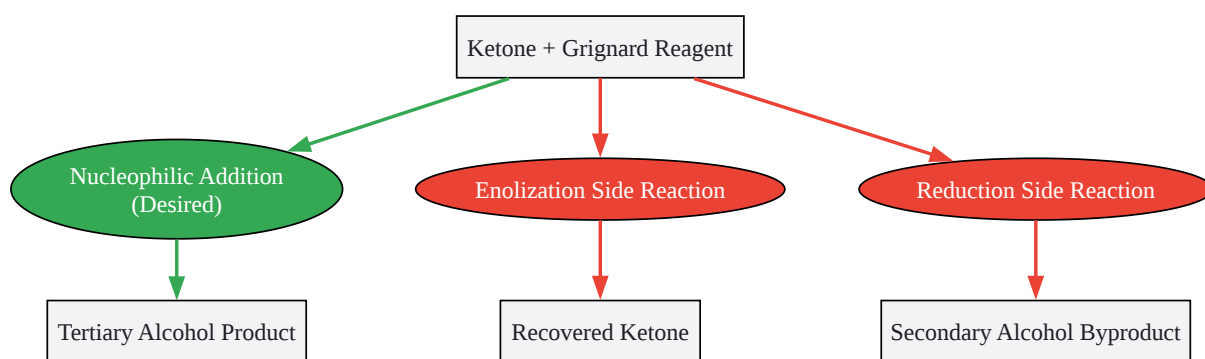 Ketone + Grignard Reagent
Nucleophilic Addition
(Desired)
Enolization Side Reaction
Reduction Side Reaction
Tertiary Alcohol Product
Recovered Ketone
Secondary Alcohol Byproduct